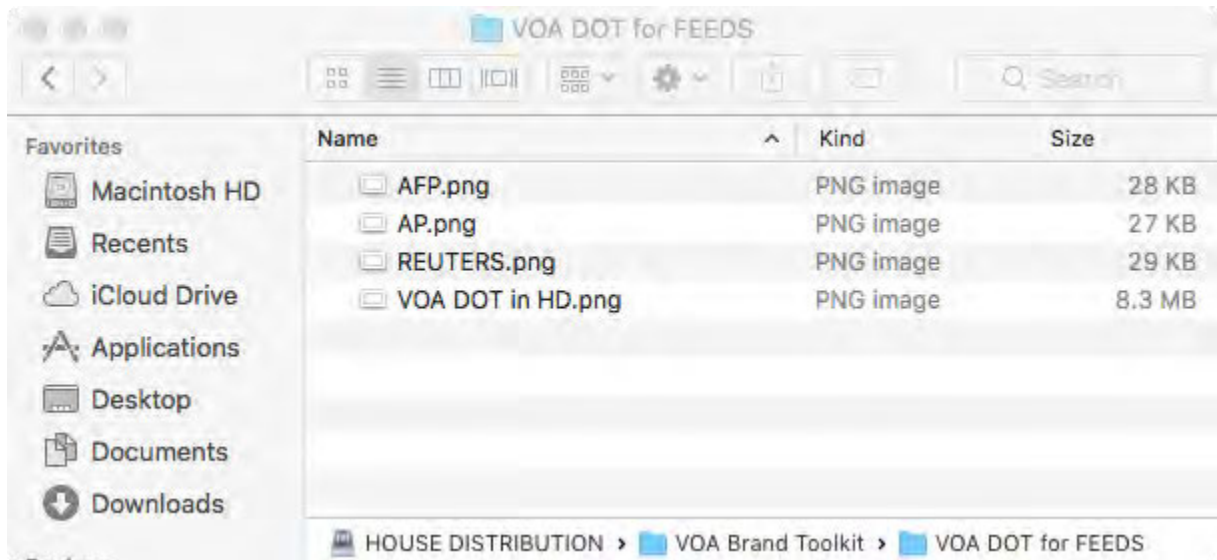 VOA DOT for FEEDS
Search
Favorites
Name Kind Size
Macintosh HD
Recents
iCloud Drive
Applications
Desktop
Documents
Downloads
AFP.png PNG image 28 KB
AP.png PNG image 27 KB
REUTERS.png PNG image 29 KB
VOA DOT in HD.png PNG image 8.3 MB
HOUSE DISTRIBUTION › VOA Brand Toolkit › VOA DOT for FEEDS